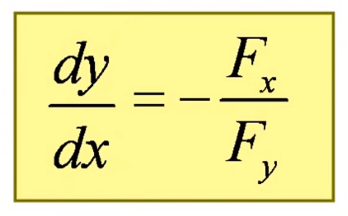 dy/dx = - F_x/F_y